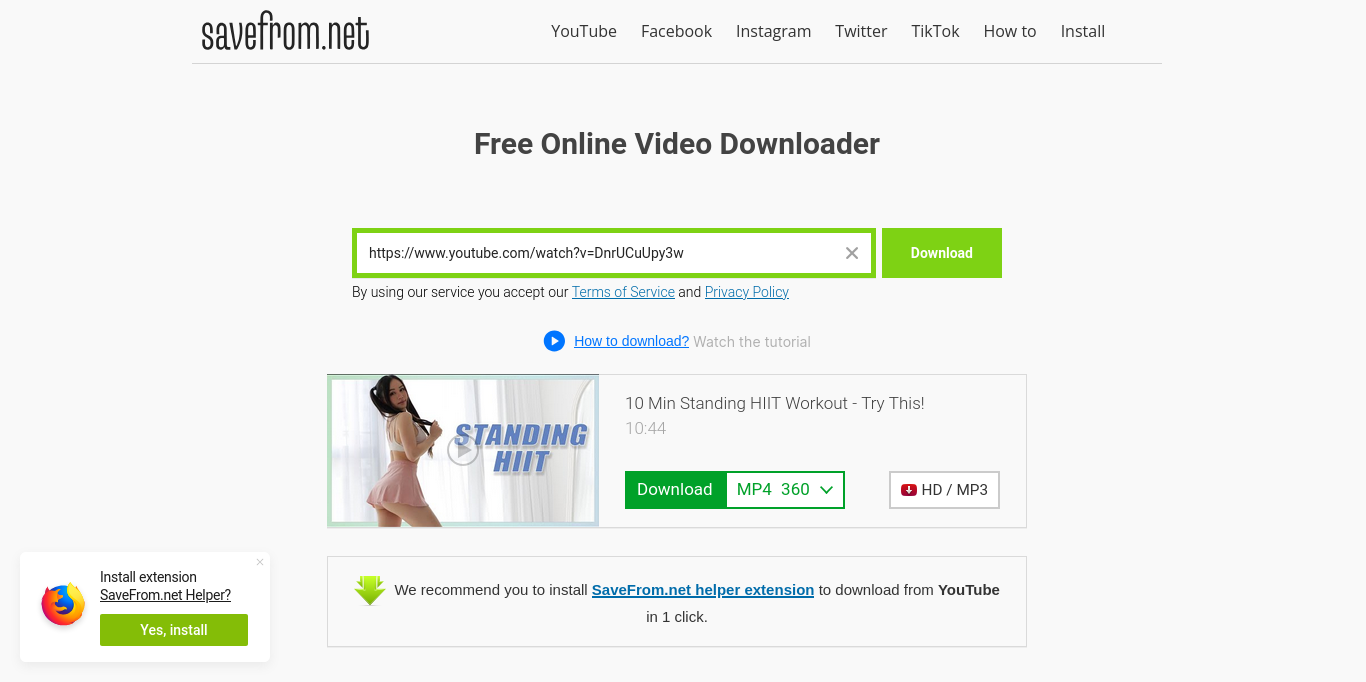 savefrom.net
YouTube Facebook Instagram Twitter TikTok How to Install
Free Online Video Downloader
https://www.youtube.com/watch?v=DnrUCuUpy3w
Download
By using our service you accept our Terms of Service and Privacy Policy
How to download? Watch the tutorial
STANDING
HIIT
10 Min Standing HIIT Workout - Try This!
10:44
Download MP4 360
HD / MP3
We recommend you to install SaveFrom.net helper extension to download from YouTube
in 1 click.
Install extension
SaveFrom.net Helper?
Yes, install